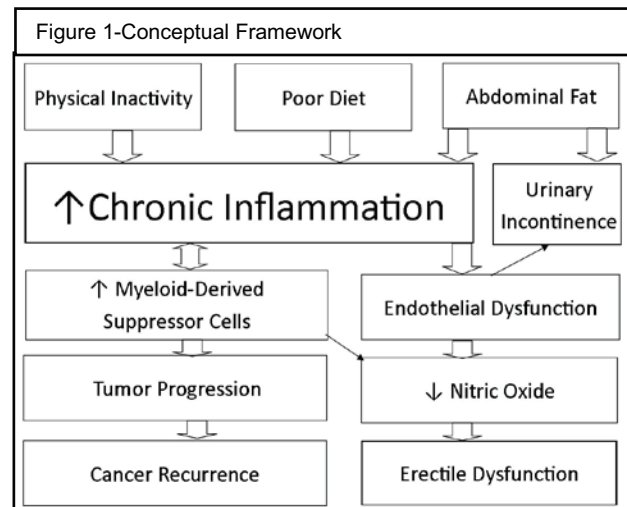 Figure 1-Conceptual Framework
Physical Inactivity
Poor Diet
Abdominal Fat
↑Chronic Inflammation
Urinary
Incontinence
↑ Myeloid-Derived
Suppressor Cells
Endothelial Dysfunction
Tumor Progression
↓ Nitric Oxide
Cancer Recurrence
Erectile Dysfunction